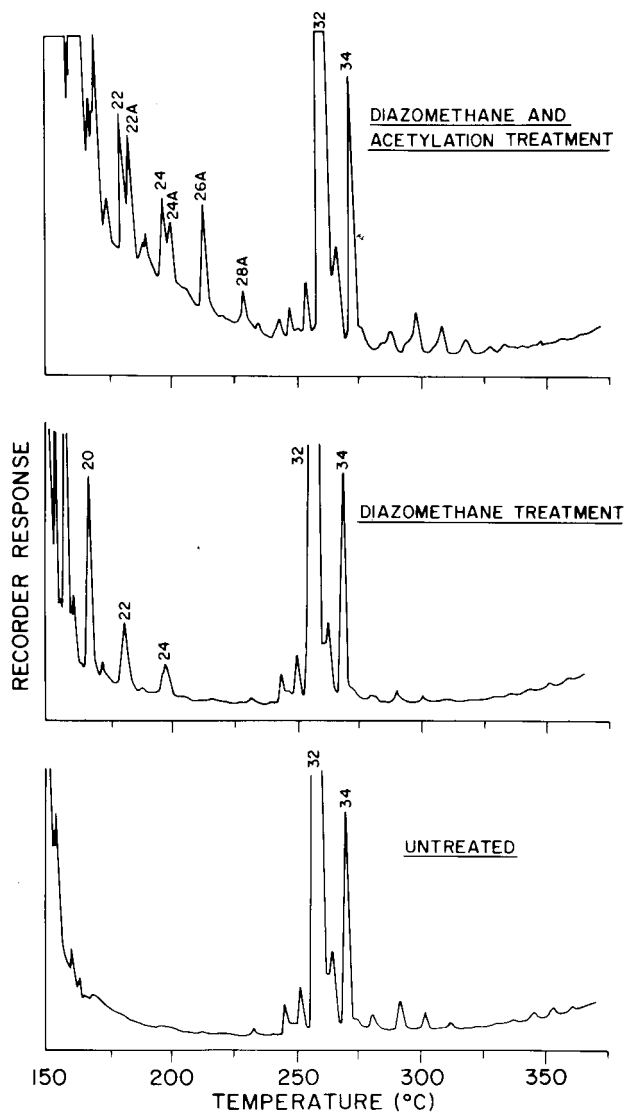 32
34
22
22A
24
24A
26A
28A
DIAZOMETHANE AND
ACETYLATION TREATMENT
20
22
24
32
34
DIAZOMETHANE TREATMENT
RECORDER RESPONSE
32
34
UNTREATED
150 200 250 300 350
TEMPERATURE (°C)